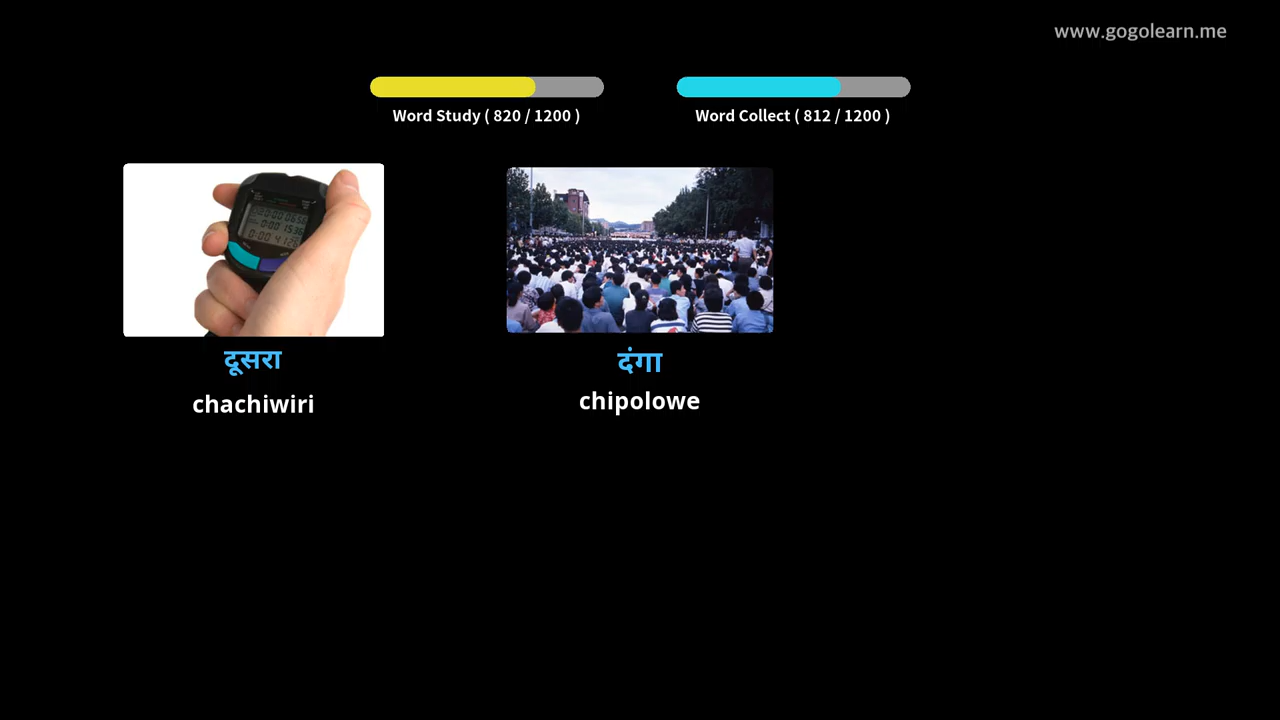 www.gogolearn.me
Word Study ( 820 / 1200 )
Word Collect ( 812 / 1200 )
दूसरा
chachiwiri
दंगा
chipolowe